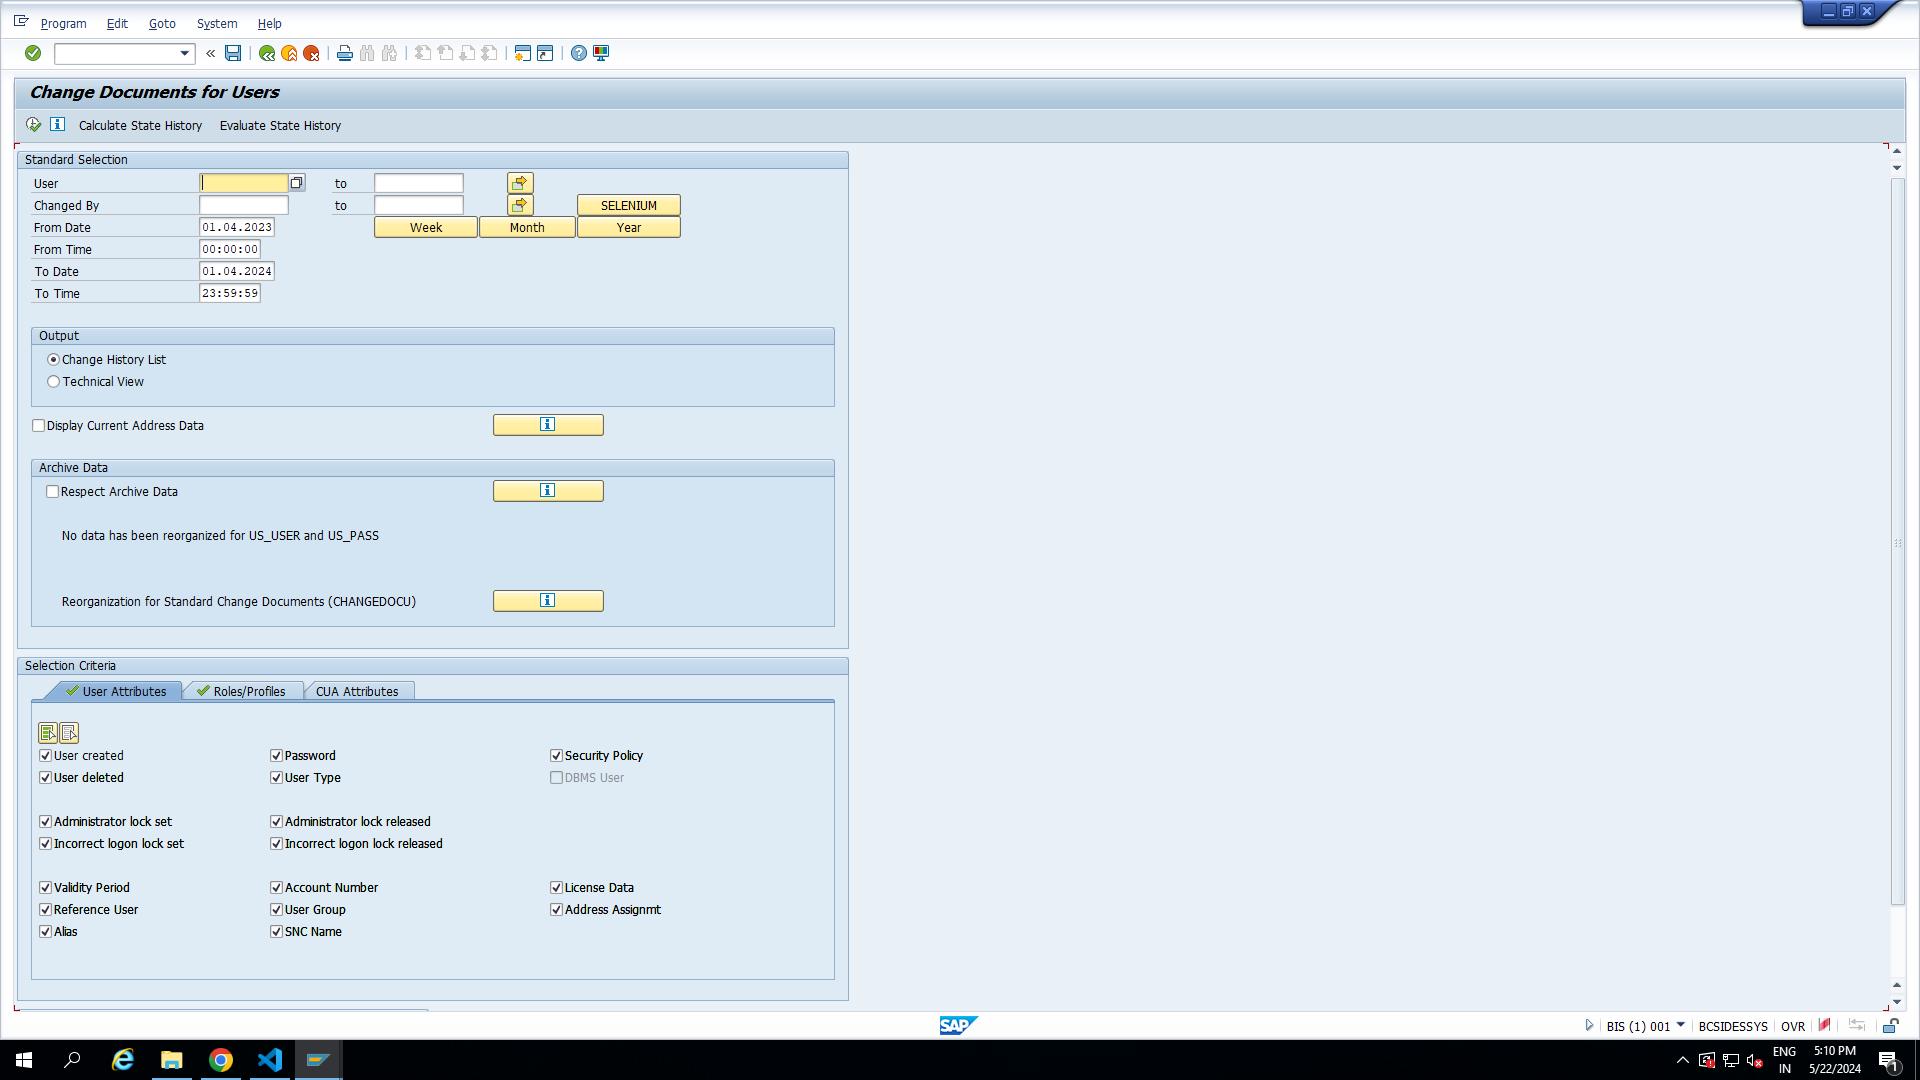 Program Edit Goto System Help
Change Documents for Users
Calculate State History Evaluate State History
Standard Selection
User to
Changed By to SELENIUM
From Date 01.04.2023 Week Month Year
From Time 00:00:00
To Date 01.04.2024
To Time 23:59:59
Output
Change History List
Technical View
Display Current Address Data
Archive Data
Respect Archive Data
No data has been reorganized for US_USER and US_PASS
Reorganization for Standard Change Documents (CHANGEDOCU)
Selection Criteria
User Attributes Roles/Profiles CUA Attributes
User created Password Security Policy
User deleted User Type DBMS User
Administrator lock set Administrator lock released
Incorrect logon lock set Incorrect logon lock released
Validity Period Account Number License Data
Reference User User Group Address Assignmt
Alias SNC Name
SAP BIS (1) 001 BCSIDESSYS OVR
ENG 5:10 PM
IN 5/22/2024 1